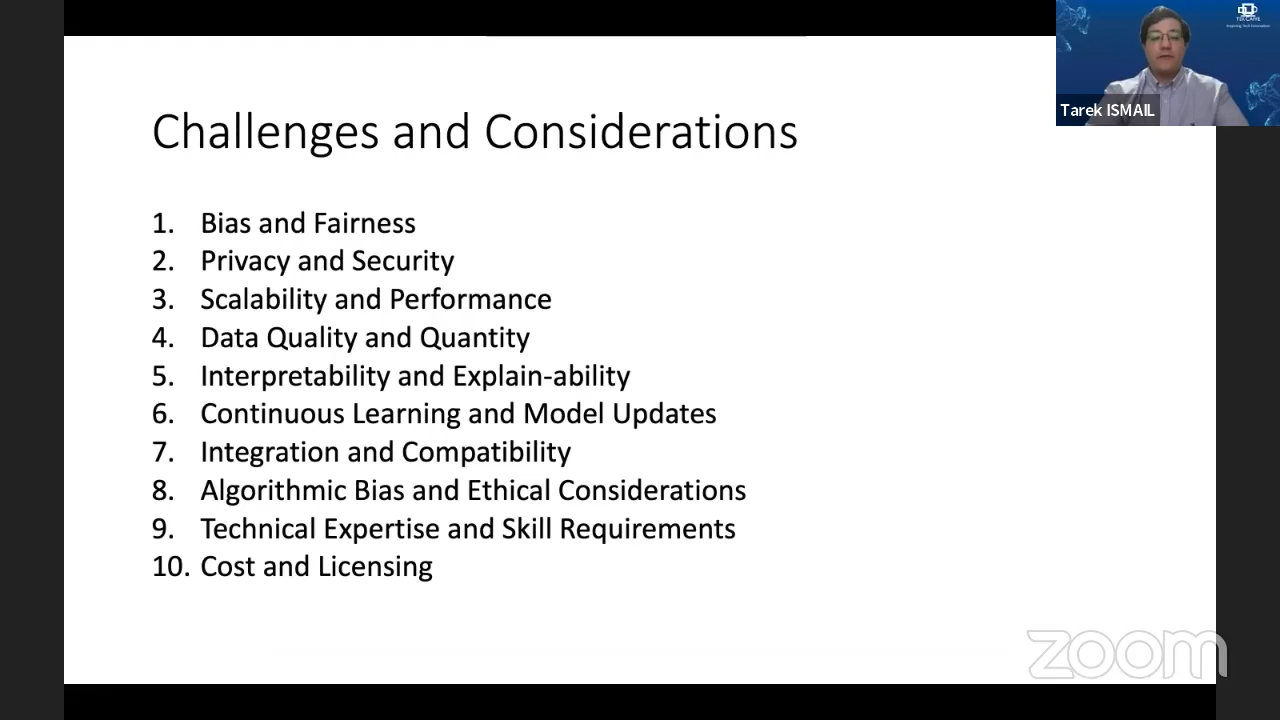 Challenges and Considerations
1. Bias and Fairness
2. Privacy and Security
3. Scalability and Performance
4. Data Quality and Quantity
5. Interpretability and Explain-ability
6. Continuous Learning and Model Updates
7. Integration and Compatibility
8. Algorithmic Bias and Ethical Considerations
9. Technical Expertise and Skill Requirements
10. Cost and Licensing
Tarek ISMAIL
zoom